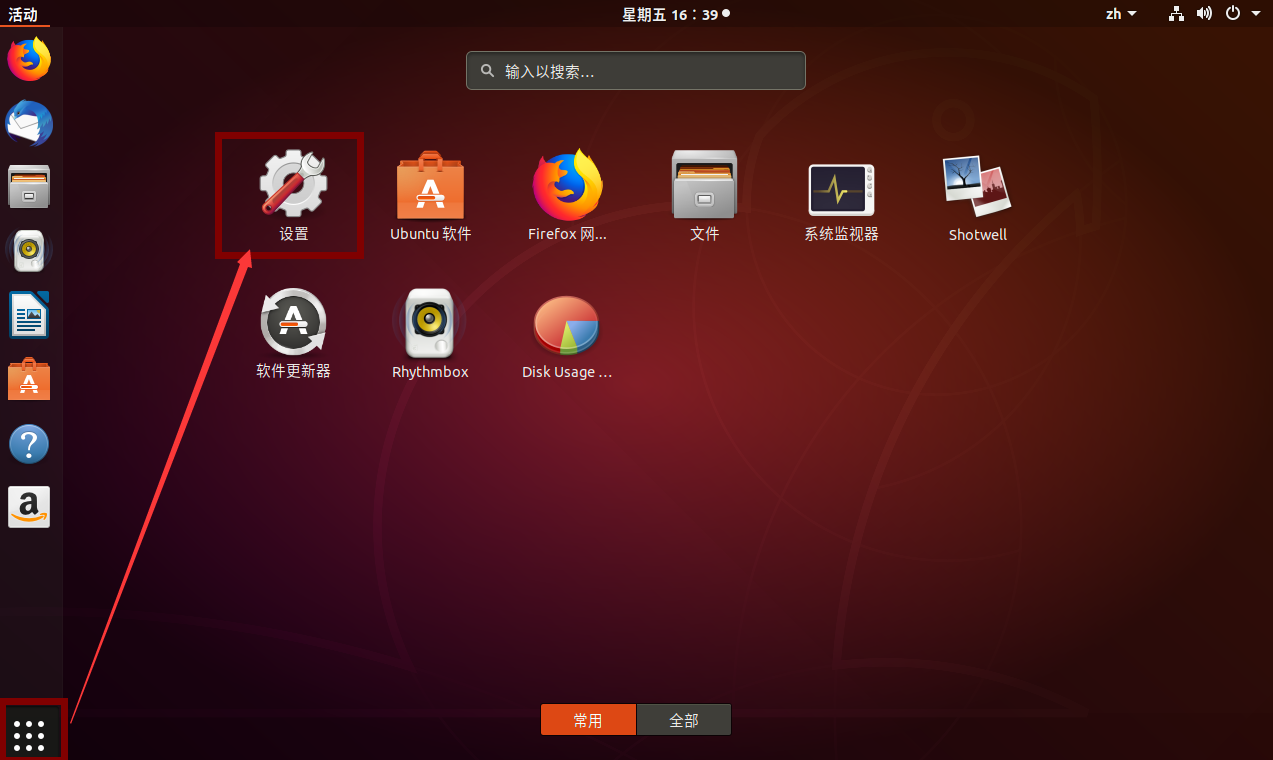 活动
星期五 16：39
zh
输入以搜索...
设置
Ubuntu 软件
Firefox 网...
文件
系统监视器
Shotwell
软件更新器
Rhythmbox
Disk Usage ...
常用
全部